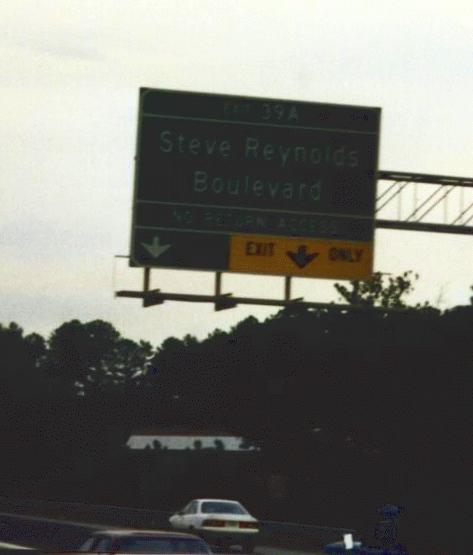 EXIT 39A
Steve Reynolds
Boulevard
NO RETURN ACCESS
EXIT ONLY